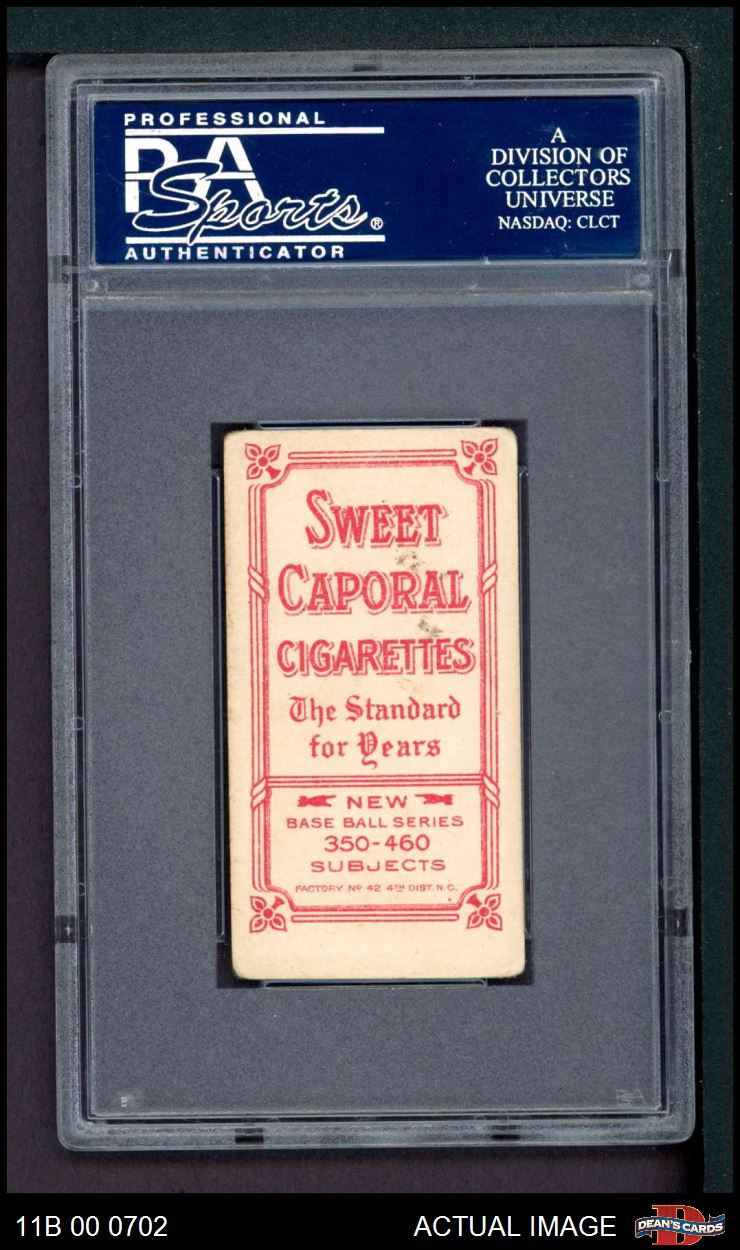 PROFESSIONAL
PSA
Sports®
AUTHENTICATOR
A
DIVISION OF
COLLECTORS
UNIVERSE
NASDAQ: CLCT
SWEET
CAPORAL
CIGARETTES
The Standard
for Years
NEW
BASE BALL SERIES
350-460
SUBJECTS
FACTORY Nº 42 4TH DIST. N.C.
11B 00 0702
ACTUAL IMAGE
D
DEAN'S CARDS